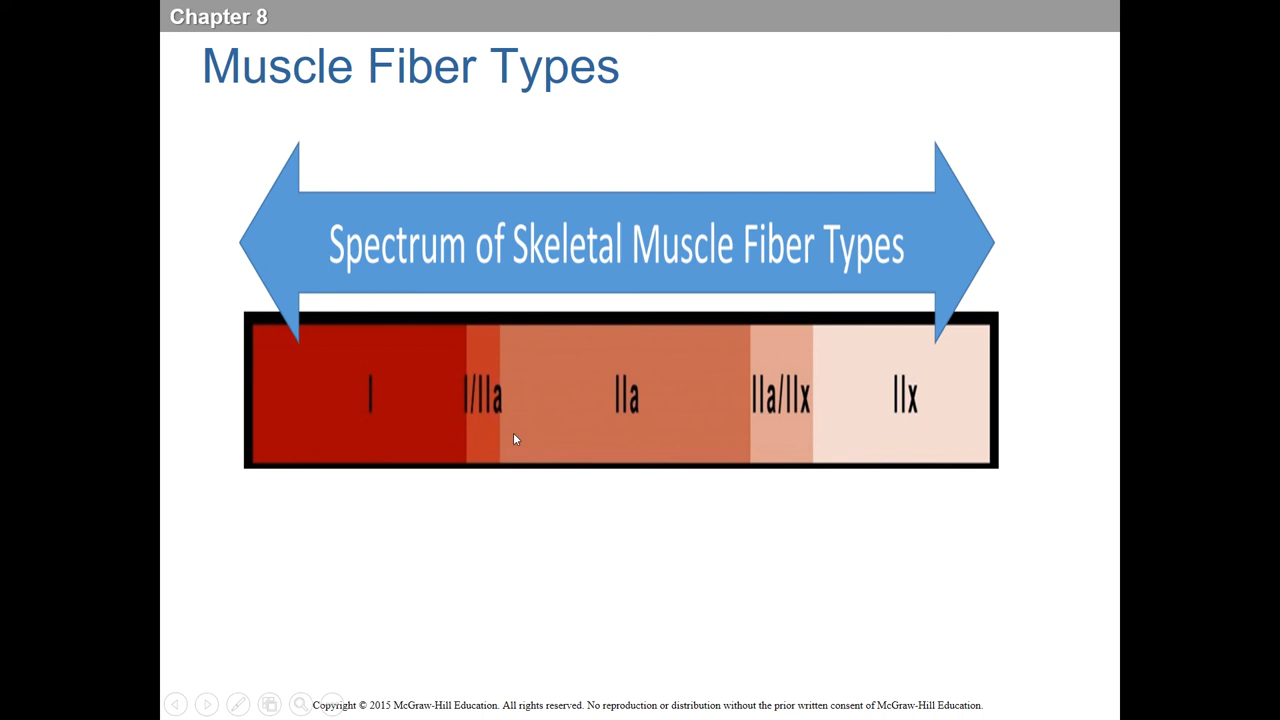 Chapter 8
Muscle Fiber Types
Spectrum of Skeletal Muscle Fiber Types
I I/IIa IIa IIa/IIx IIx
Copyright © 2015 McGraw-Hill Education. All rights reserved. No reproduction or distribution without the prior written consent of McGraw-Hill Education.